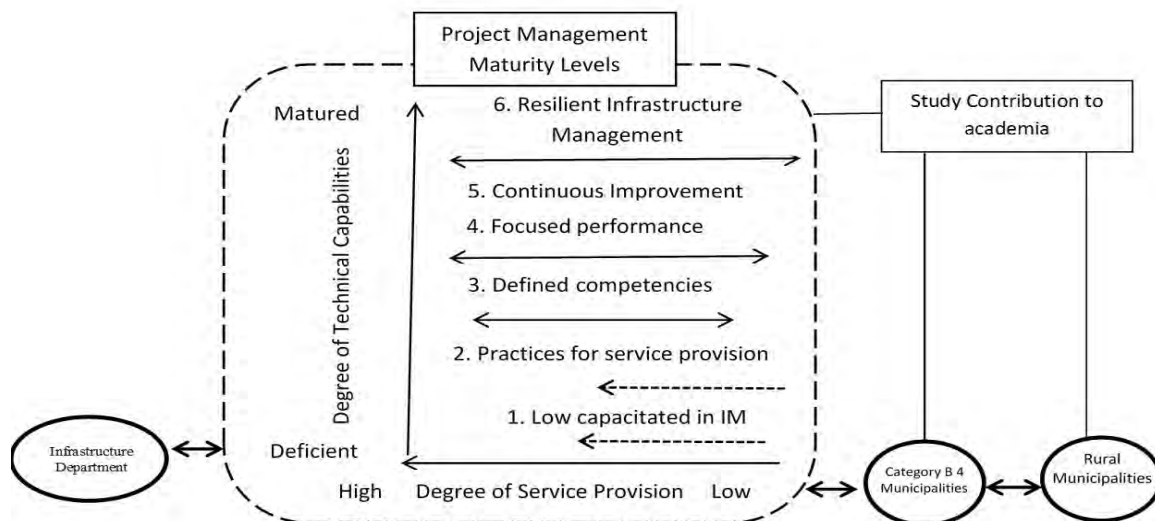 Project Management
Maturity Levels
Matured
6. Resilient Infrastructure
Management
Study Contribution to
academia
Degree of Technical Capabilities
5. Continuous Improvement
4. Focused performance
3. Defined competencies
2. Practices for service provision
1. Low capacitated in IM
Deficient
Infrastructure
Department
Category B 4
Municipalities
Rural
Municipalities
High Degree of Service Provision Low